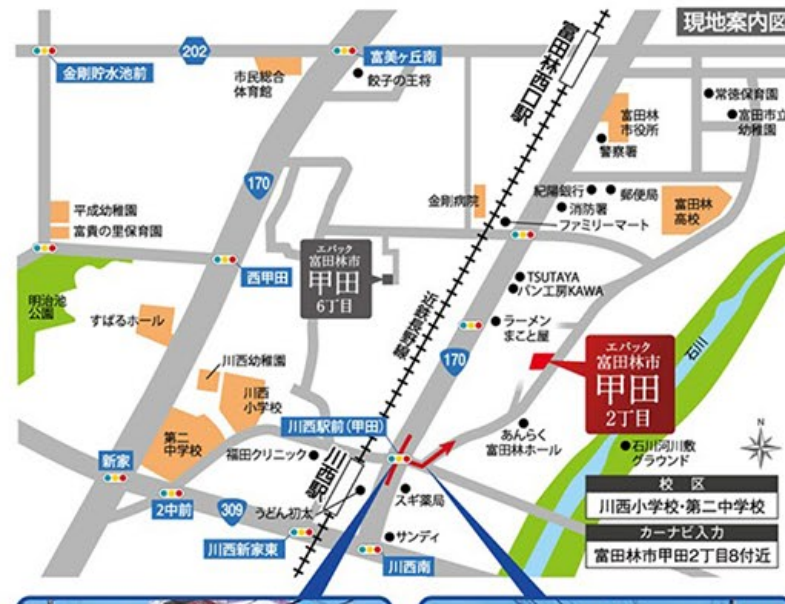 現地案内図
202
金剛貯水池前
富美ヶ丘南
市民総合
体育館
餃子の王将
富田林西口駅
常徳保育園
富田市立
幼稚園
富田林
市役所
警察署
170
紀陽銀行
郵便局
消防署
ファミリーマート
富田林
高校
金剛病院
平成幼稚園
富貴の里保育園
西甲田
エバック
富田林市
甲田
6丁目
近鉄長野線
TSUTAYA
パン工房KAWA
ラーメン
まこと屋
明治池
公園
すばるホール
170
石川
エバック
富田林市
甲田
2丁目
川西幼稚園
川西
小学校
川西駅前(甲田)
第二
中学校
あんらく
富田林ホール
石川河川敷
グラウンド
N
新家
福田クリニック
川西駅
スギ薬局
2中前
309
うどん初太
サンディ
川西新家東
川西南
校区
川西小学校・第二中学校
カーナビ入力
富田林市甲田2丁目8付近